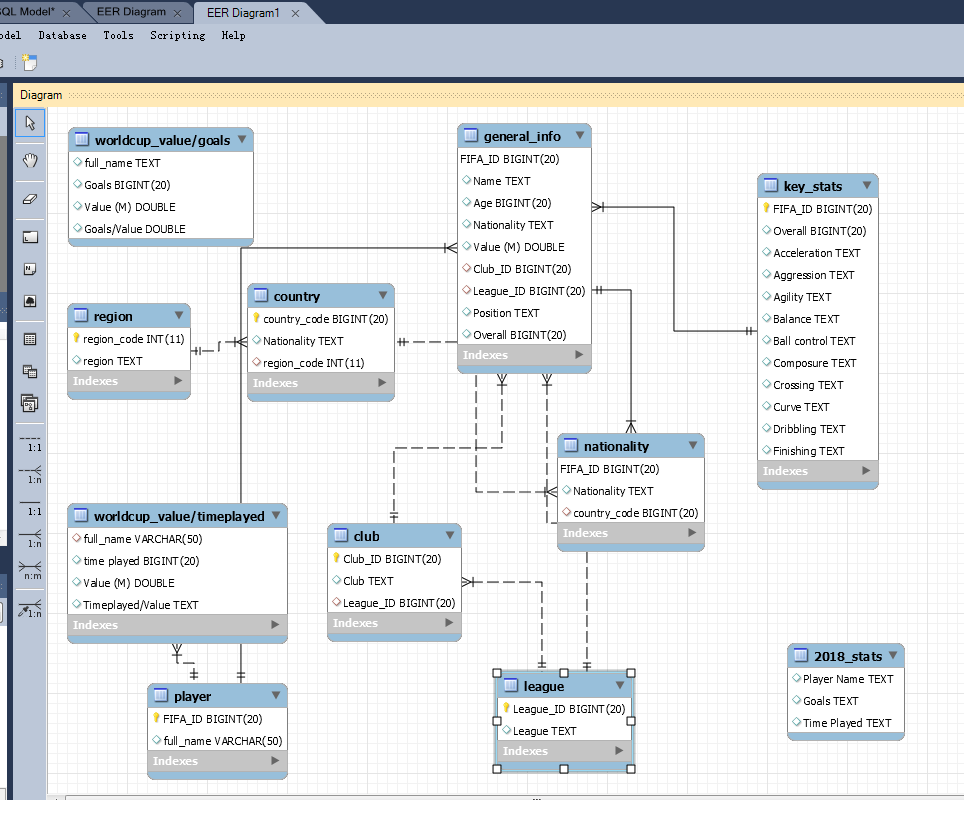 SQL Model*
EER Diagram
EER Diagram1
odel Database Tools Scripting Help
Diagram
worldcup_value/goals
full_name TEXT
Goals BIGINT(20)
Value (M) DOUBLE
Goals/Value DOUBLE
general_info
FIFA_ID BIGINT(20)
Name TEXT
Age BIGINT(20)
Nationality TEXT
Value (M) DOUBLE
Club_ID BIGINT(20)
League_ID BIGINT(20)
Position TEXT
Overall BIGINT(20)
Indexes
key_stats
FIFA_ID BIGINT(20)
Overall BIGINT(20)
Acceleration TEXT
Aggression TEXT
Agility TEXT
Balance TEXT
Ball control TEXT
Composure TEXT
Crossing TEXT
Curve TEXT
Dribbling TEXT
Finishing TEXT
Indexes
region
region_code INT(11)
region TEXT
Indexes
country
country_code BIGINT(20)
Nationality TEXT
region_code INT(11)
Indexes
nationality
FIFA_ID BIGINT(20)
Nationality TEXT
country_code BIGINT(20)
Indexes
1:1
1:n
1:1
1:n
n:m
1:n
worldcup_value/timeplayed
full_name VARCHAR(50)
time played BIGINT(20)
Value (M) DOUBLE
Timeplayed/Value TEXT
Indexes
club
Club_ID BIGINT(20)
Club TEXT
League_ID BIGINT(20)
Indexes
player
FIFA_ID BIGINT(20)
full_name VARCHAR(50)
Indexes
league
League_ID BIGINT(20)
League TEXT
Indexes
2018_stats
Player Name TEXT
Goals TEXT
Time Played TEXT